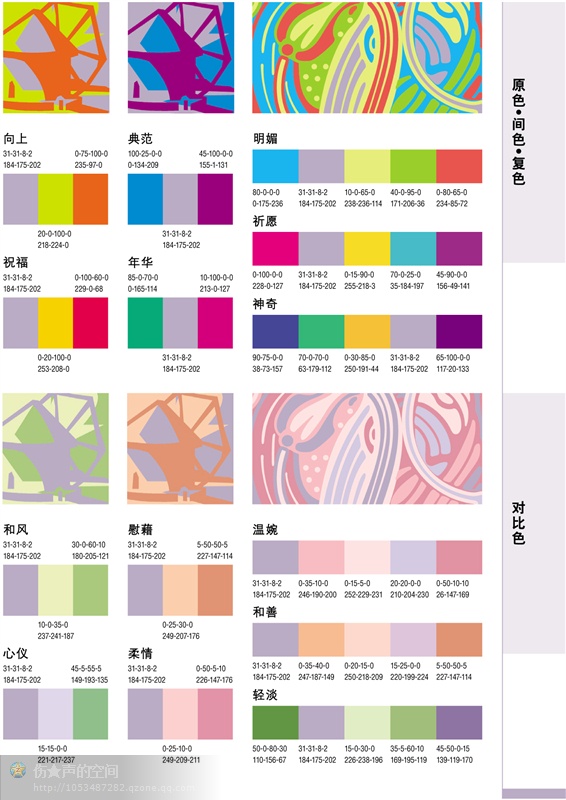 原色·间色·复色
向上
31-31-8-2 0-75-100-0
184-175-202 235-97-0
20-0-100-0
218-224-0
典范
100-25-0-0 45-100-0-0
0-134-209 155-1-131
31-31-8-2
184-175-202
明媚
80-0-0-0 31-31-8-2 10-0-65-0 40-0-95-0 0-80-65-0
0-175-236 184-175-202 238-236-114 171-206-36 234-85-72
祝福
31-31-8-2 0-100-60-0
184-175-202 229-0-68
0-20-100-0
253-208-0
年华
85-0-70-0 10-100-0-0
0-165-114 213-0-127
31-31-8-2
184-175-202
祈愿
0-100-0-0 31-31-8-2 0-15-90-0 70-0-25-0 45-90-0-0
228-0-127 184-175-202 255-218-3 35-184-197 156-49-141
神奇
90-75-0-0 70-0-70-0 0-30-85-0 31-31-8-2 65-100-0-0
38-73-157 63-179-112 250-191-44 184-175-202 117-20-133
对比色
和风
31-31-8-2 30-0-60-10
184-175-202 180-205-121
10-0-35-0
237-241-187
慰藉
31-31-8-2 5-50-50-5
184-175-202 227-147-114
0-25-30-0
249-207-176
温婉
31-31-8-2 0-35-10-0 0-15-5-0 20-20-0-0 0-50-10-10
184-175-202 246-190-200 252-229-231 210-204-230 26-147-169
心仪
31-31-8-2 45-5-55-5
184-175-202 149-193-135
15-15-0-0
221-217-237
柔情
31-31-8-2 0-50-5-10
184-175-202 226-147-176
0-25-10-0
249-209-211
和善
31-31-8-2 0-35-40-0 0-20-15-0 15-25-0-0 5-50-50-5
184-175-202 247-187-149 250-218-209 220-199-224 227-147-114
轻淡
50-0-80-30 31-31-8-2 15-0-30-0 35-5-60-10 45-50-0-15
110-156-67 184-175-202 226-238-196 169-195-119 139-119-170
伤★声的空间
http://1053487282.qzone.qq.com